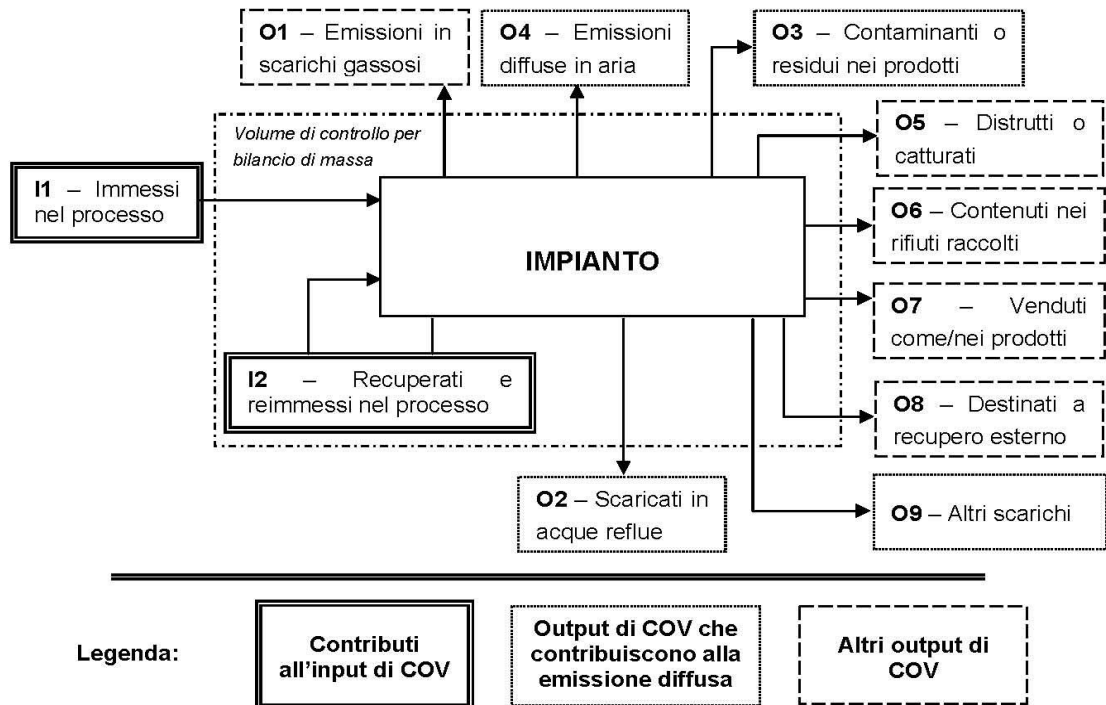 O1 – Emissioni in
scarichi gassosi
O4 – Emissioni
diffuse in aria
O3 – Contaminanti o
residui nei prodotti
Volume di controllo per
bilancio di massa
O5 – Distrutti o
catturati
I1 – Immessi
nel processo
O6 – Contenuti nei
rifiuti raccolti
IMPIANTO
O7 – Venduti
come/nei prodotti
I2 – Recuperati e
reimmessi nel processo
O8 – Destinati a
recupero esterno
O2 – Scaricati in
acque reflue
O9 – Altri scarichi
Legenda:
Contributi
all'input di COV
Output di COV che
contribuiscono alla
emissione diffusa
Altri output di
COV